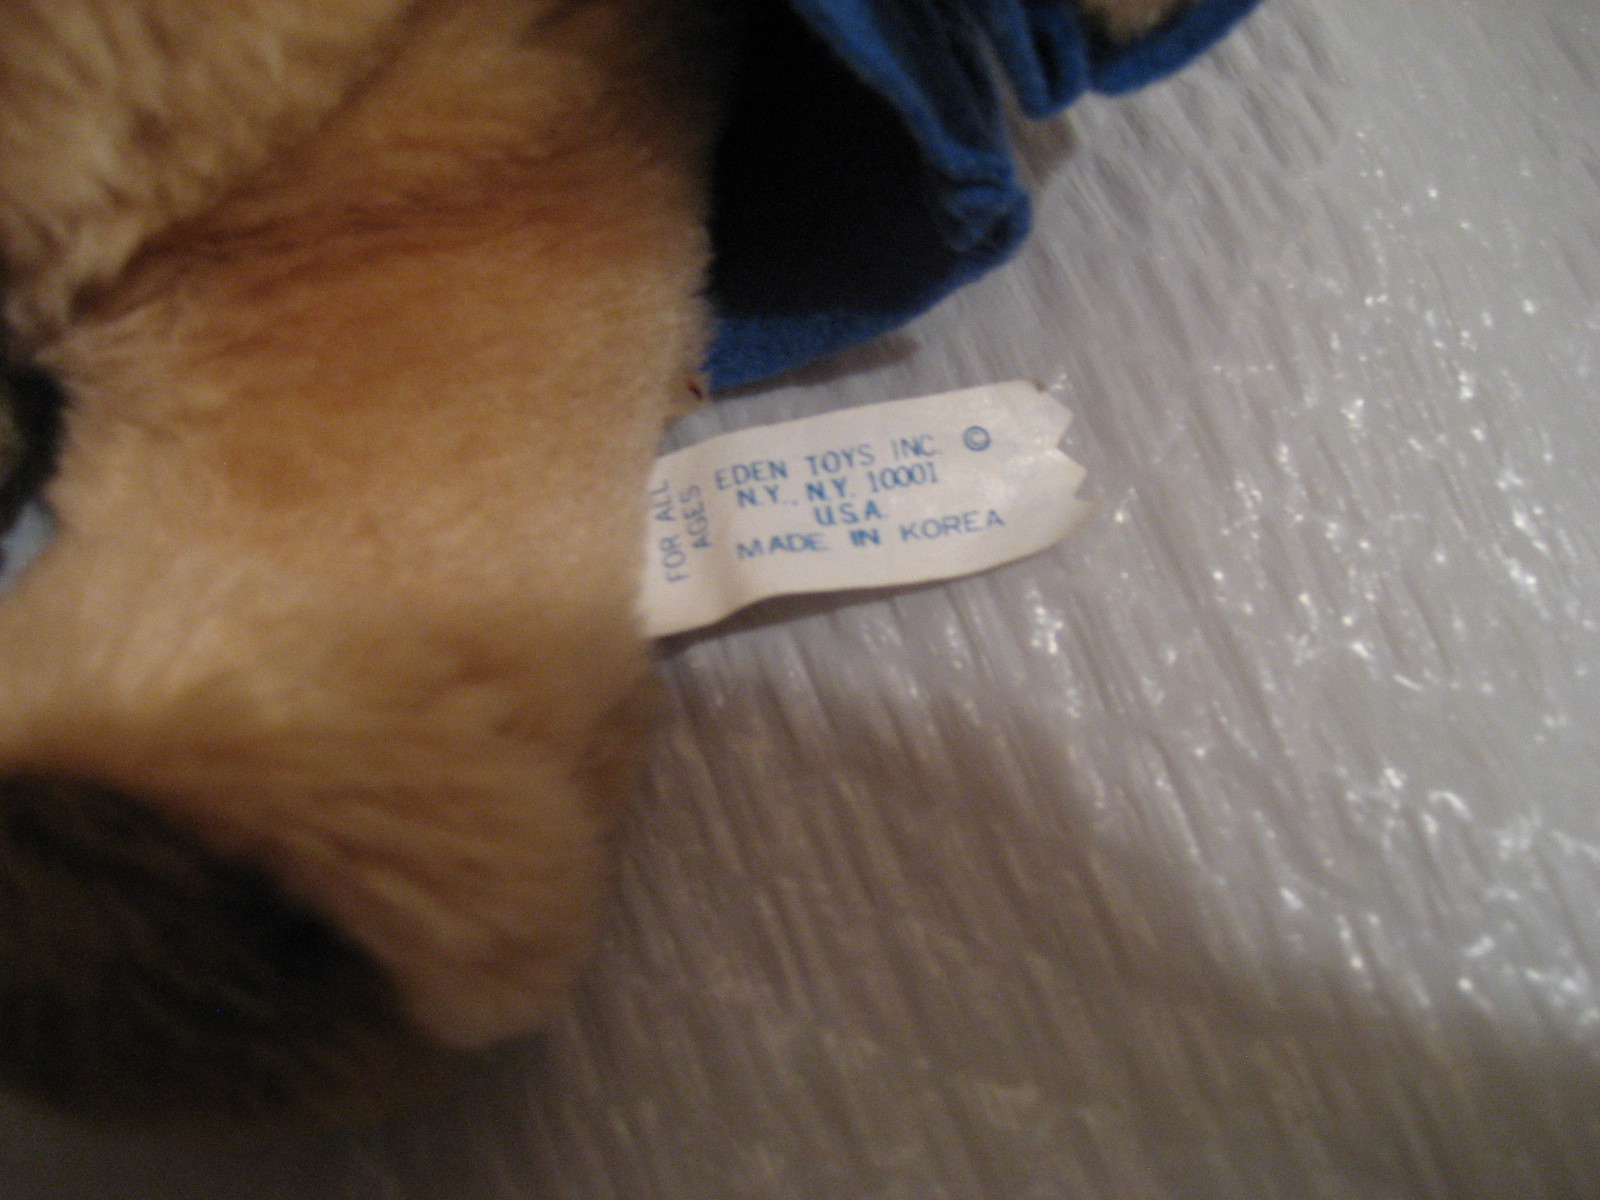 FOR ALL
AGES
EDEN TOYS INC. ©
N.Y., N.Y. 10001
U.S.A.
MADE IN KOREA